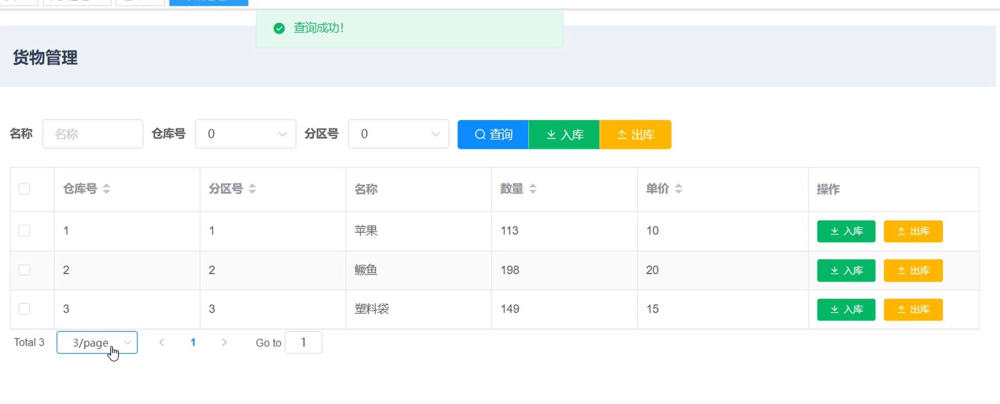 查询成功!
货物管理
名称 名称 仓库号 0 分区号 0 查询 入库 出库
仓库号 分区号 名称 数量 单价 操作
1 1 苹果 113 10 入库 出库
2 2 鳜鱼 198 20 入库 出库
3 3 塑料袋 149 15 入库 出库
Total 3 3/page 1 Go to 1